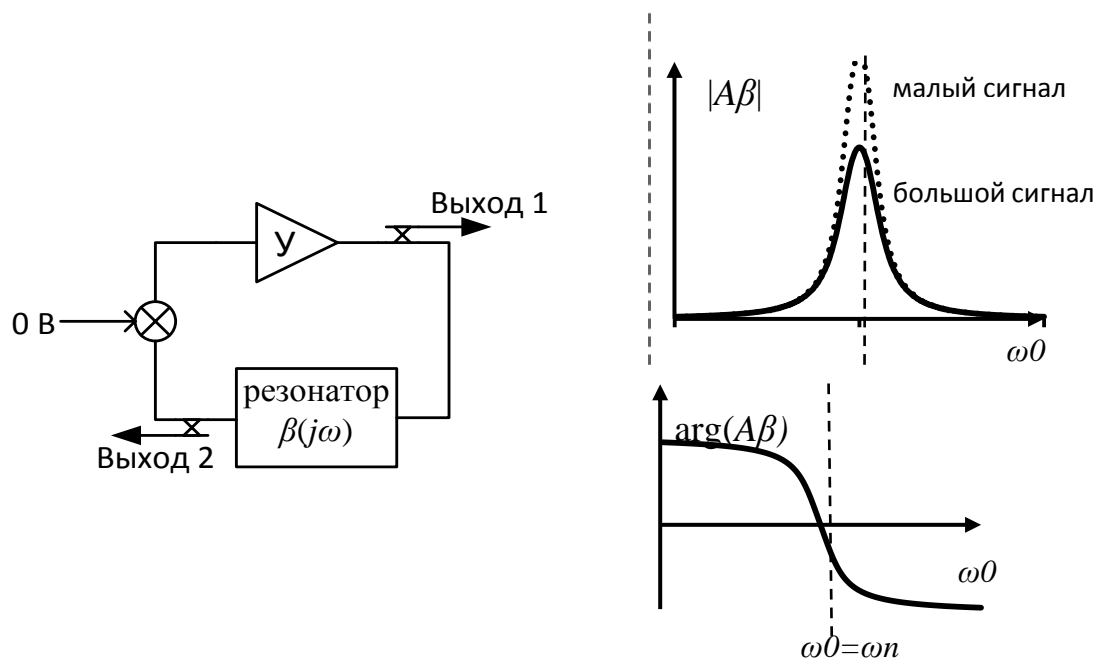 0 В
У
Выход 1
резонатор
β(jω)
Выход 2
|Aβ|
малый сигнал
большой сигнал
ω0
arg(Aβ)
ω0
ω0=ωn